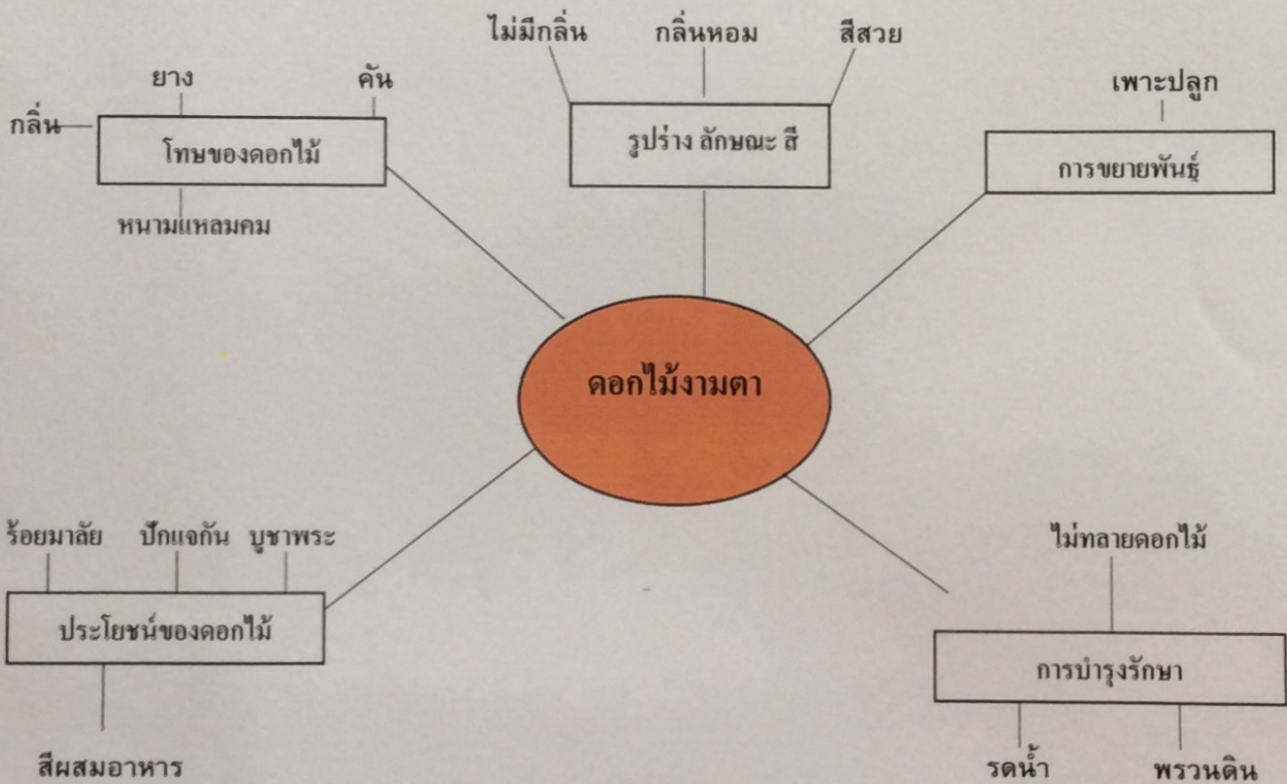 ไม่มีกลิ่น
กลิ่นหอม
สีสวย
ยาง
คัน
เพาะปลูก
กลิ่น
โทษของดอกไม้
รูปร่าง ลักษณะ สี
การขยายพันธุ์
หนามแหลมคม
ดอกไม้งามตา
ร้อยมาลัย
ปักแจกัน
บูชาพระ
ไม่ทลายดอกไม้
ประโยชน์ของดอกไม้
การบำรุงรักษา
สีผสมอาหาร
รดน้ำ
พรวนดิน